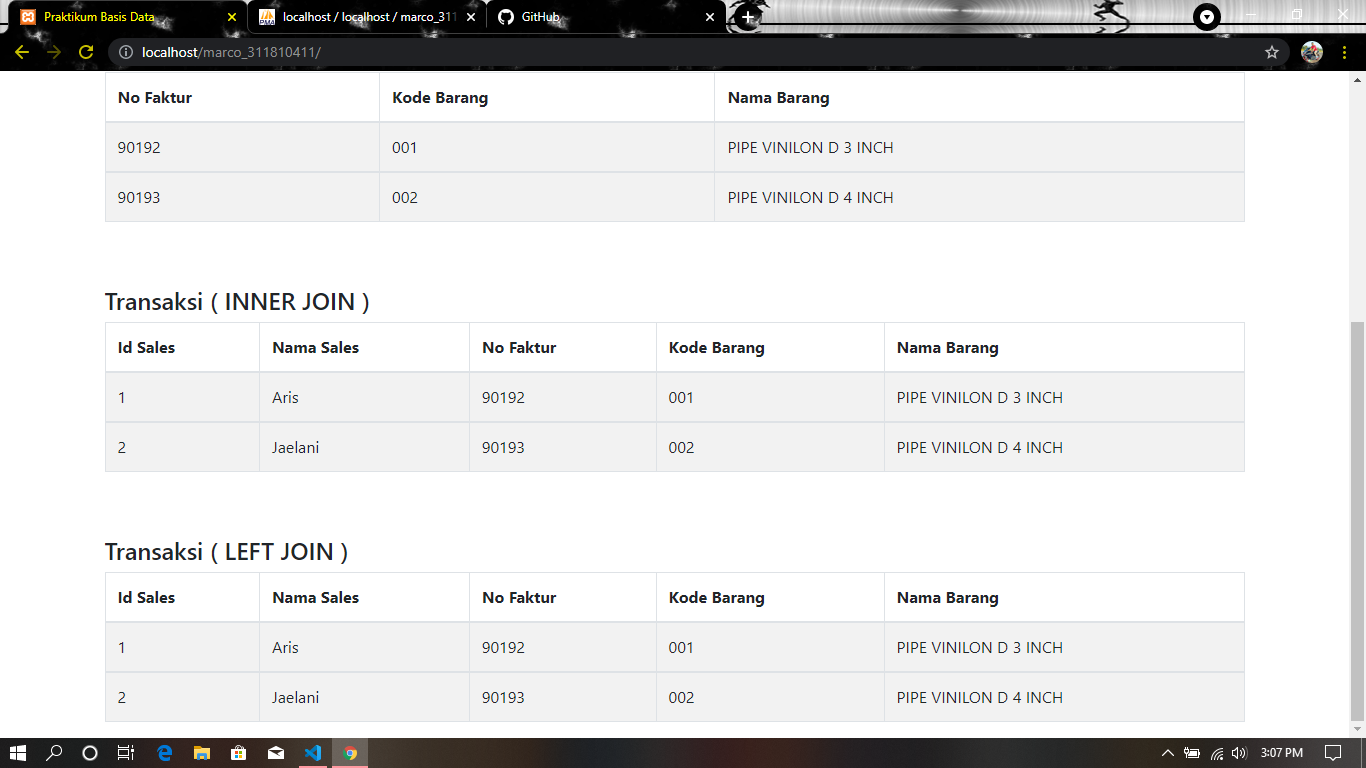 Praktikum Basis Data
localhost / localhost / marco_311
GitHub
localhost/marco_311810411/
No Faktur Kode Barang Nama Barang
90192 001 PIPE VINILON D 3 INCH
90193 002 PIPE VINILON D 4 INCH
Transaksi ( INNER JOIN )
Id Sales Nama Sales No Faktur Kode Barang Nama Barang
1 Aris 90192 001 PIPE VINILON D 3 INCH
2 Jaelani 90193 002 PIPE VINILON D 4 INCH
Transaksi ( LEFT JOIN )
Id Sales Nama Sales No Faktur Kode Barang Nama Barang
1 Aris 90192 001 PIPE VINILON D 3 INCH
2 Jaelani 90193 002 PIPE VINILON D 4 INCH
3:07 PM